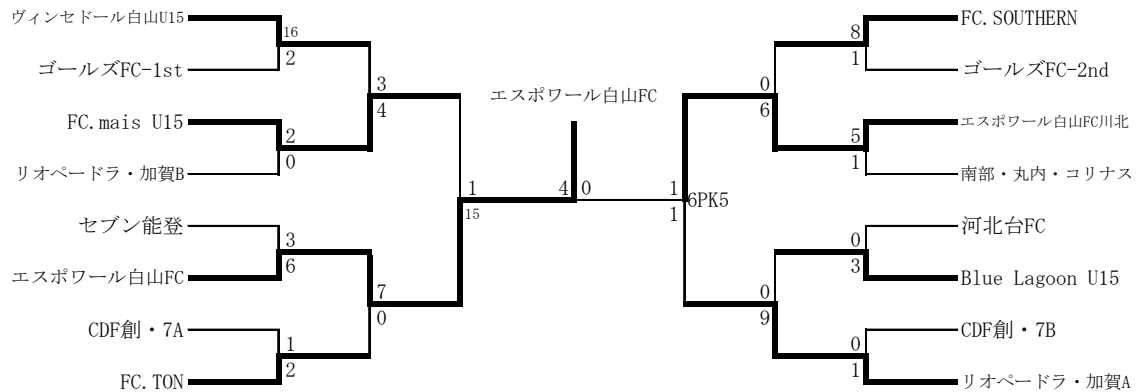 ヴィンセドール白山U15
16
2
ゴールズFC-1st
3
4
FC.mais U15
2
0
リオペードラ・加賀B
1
15
セブン能登
3
6
エスポワール白山FC
7
0
CDF創・7A
1
2
FC.TON
エスポワール白山FC
4 0
FC.SOUTHERN
8
1
ゴールズFC-2nd
0
6
エスポワール白山FC川北
5
1
南部・丸内・コリナス
1
1
6PK5
河北台FC
0
3
Blue Lagoon U15
0
9
CDF創・7B
0
1
リオペードラ・加賀A